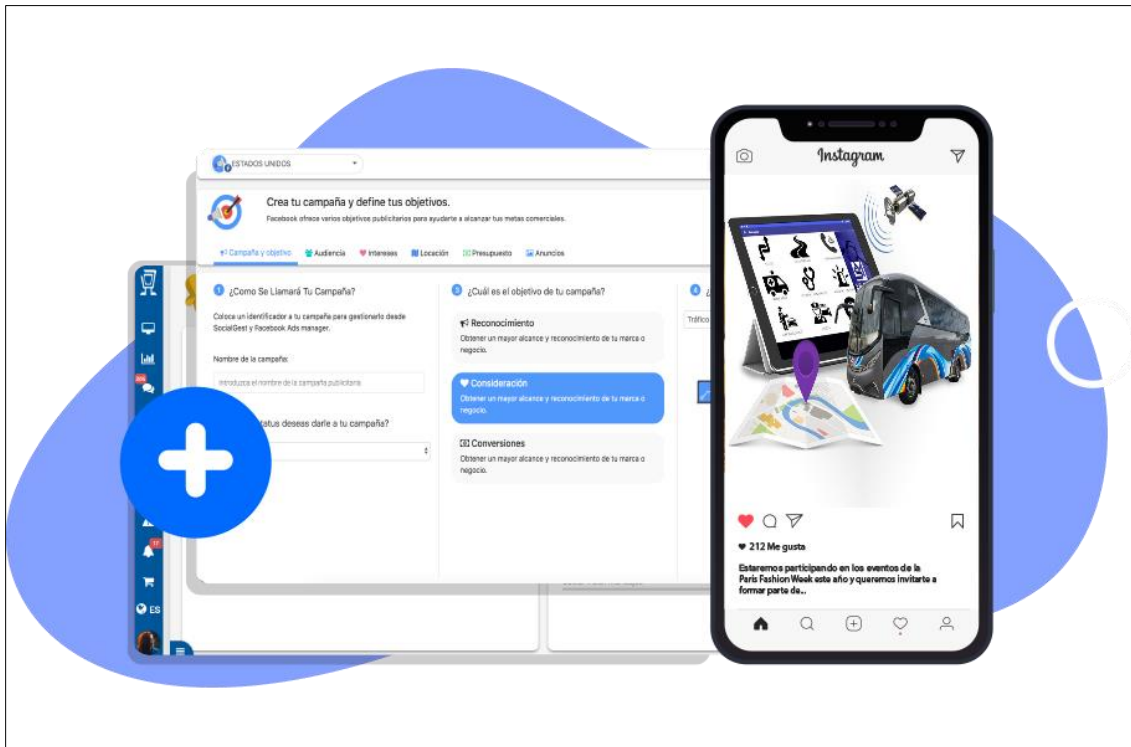 ESTADOS UNIDOS
Crea tu campaña y define tus objetivos.
Facebook ofrece varios objetivos publicitarios para ayudarte a alcanzar tus metas comerciales.
Campaña y objetivo Audiencia Intereses Locación Presupuesto Anuncios
1 ¿Como Se Llamará Tu Campaña?
Coloca un identificador a tu campaña para gestionarlo desde
SocialGest y Facebook Ads manager.
Nombre de la campaña:
Introduzca el nombre de la campaña publicitaria
tatus deseas darle a tu campaña?
3 ¿Cuál es el objetivo de tu campaña?
Reconocimiento
Obtener un mayor alcance y reconocimiento de tu marca o
negocio.
Consideración
Obtener un mayor alcance y reconocimiento de tu marca o
negocio.
Conversiones
Obtener un mayor alcance y reconocimiento de tu marca o
negocio.
4 ¿
Tráfico
ES
Instagram
212 Me gusta
Estaremos participando en los eventos de la
Paris Fashion Week este año y queremos invitarte a
formar parte de...